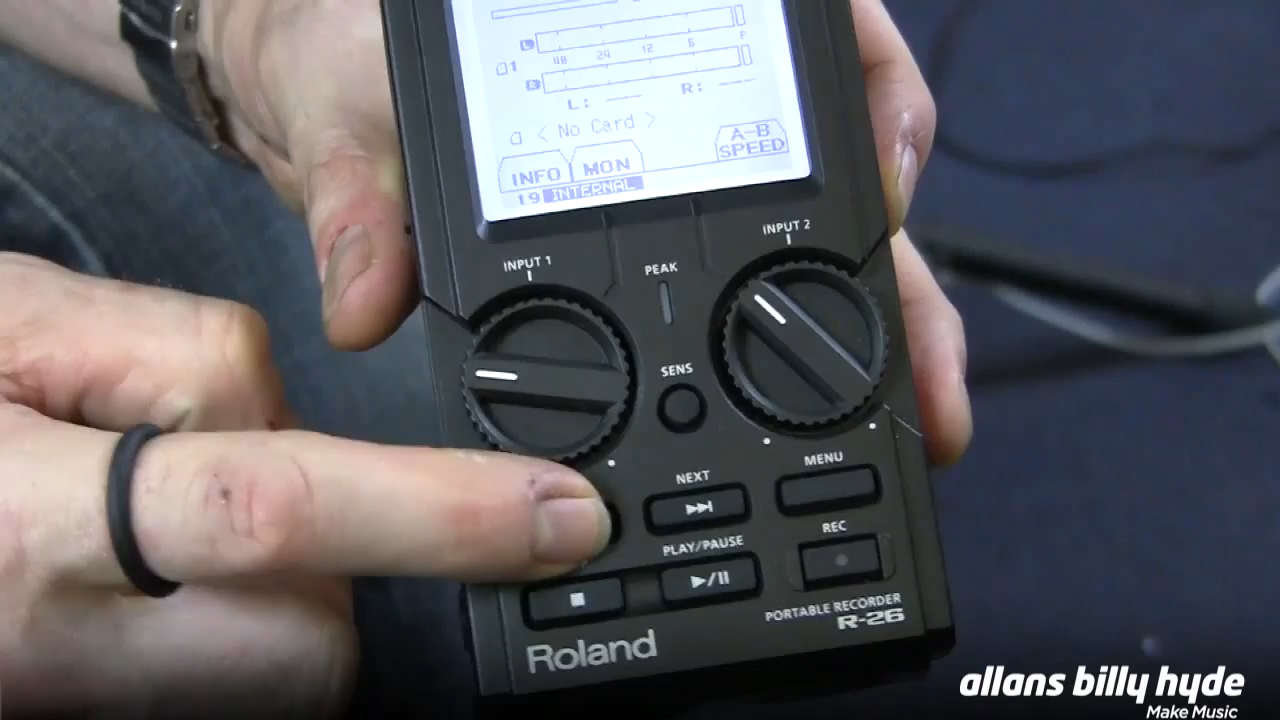 L
48 24 12 6 P
1
R
L: ---- R: ----
< No Card >
A-B
SPEED
INFO MON
19 INTERNAL
INPUT 1
INPUT 2
PEAK
SENS
NEXT
MENU
PLAY/PAUSE
REC
PORTABLE RECORDER
R-26
Roland
allans billy hyde
Make Music